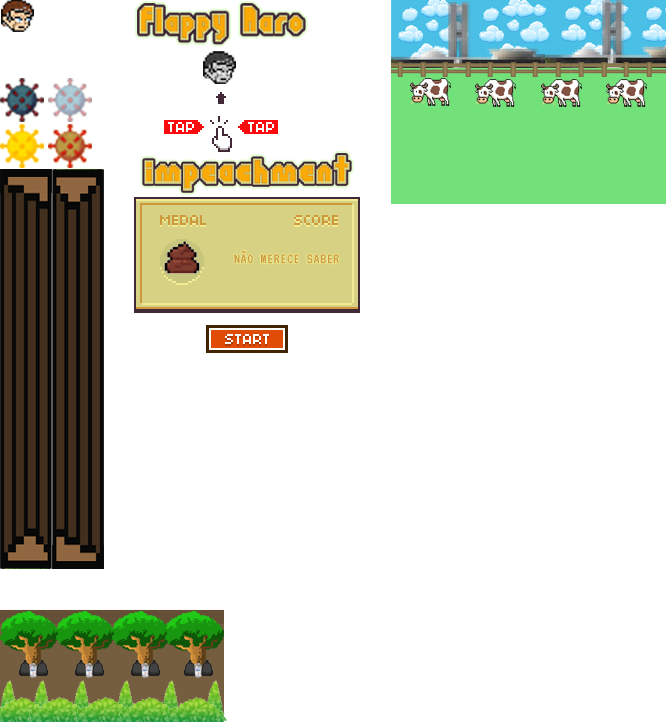 Flappy Naro
TAP TAP
impeachment
MEDAL SCORE
NÃO MERECE SABER
START